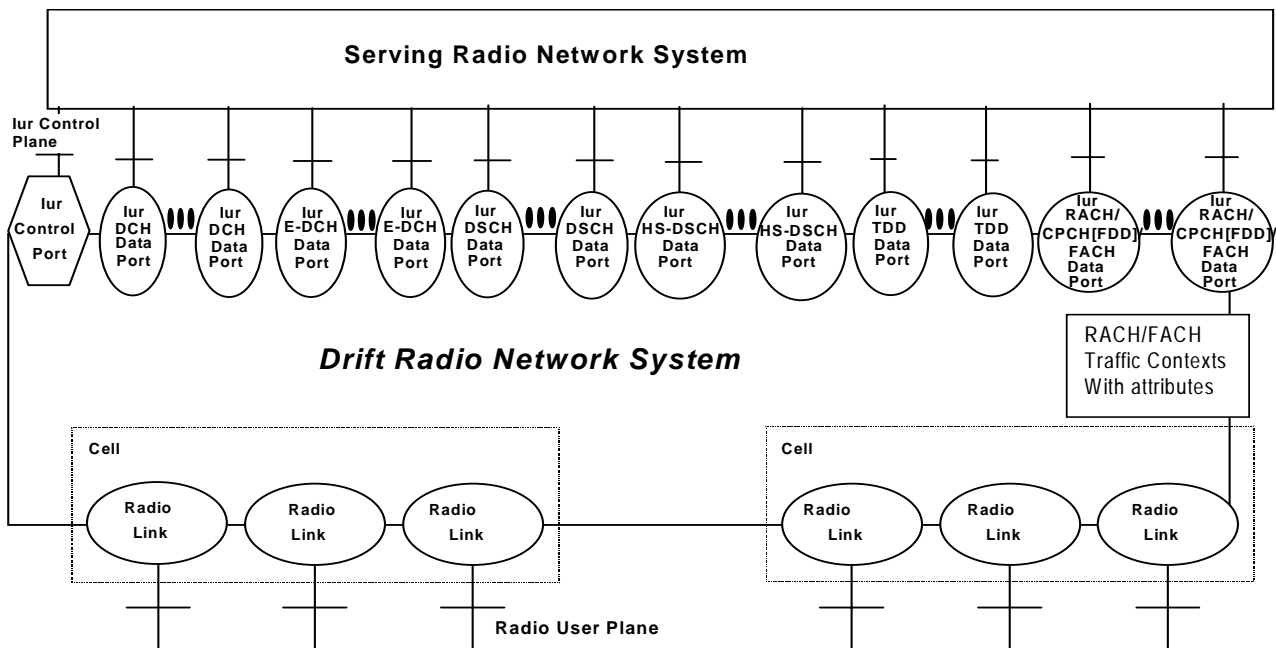 Serving Radio Network System
Iur Control
Plane
Iur
Control
Port
Iur
DCH
Data
Port
Iur
DCH
Data
Port
Iur
E-DCH
Data
Port
Iur
E-DCH
Data
Port
Iur
DSCH
Data
Port
Iur
DSCH
Data
Port
Iur
HS-DSCH
Data
Port
Iur
HS-DSCH
Data
Port
Iur
TDD
Data
Port
Iur
TDD
Data
Port
Iur
RACH/
CPCH[FDD]/
FACH
Data
Port
Iur
RACH/
CPCH[FDD]/
FACH
Data
Port
Drift Radio Network System
RACH/FACH
Traffic Contexts
With attributes
Cell
Radio
Link
Radio
Link
Radio
Link
Cell
Radio
Link
Radio
Link
Radio
Link
Radio User Plane